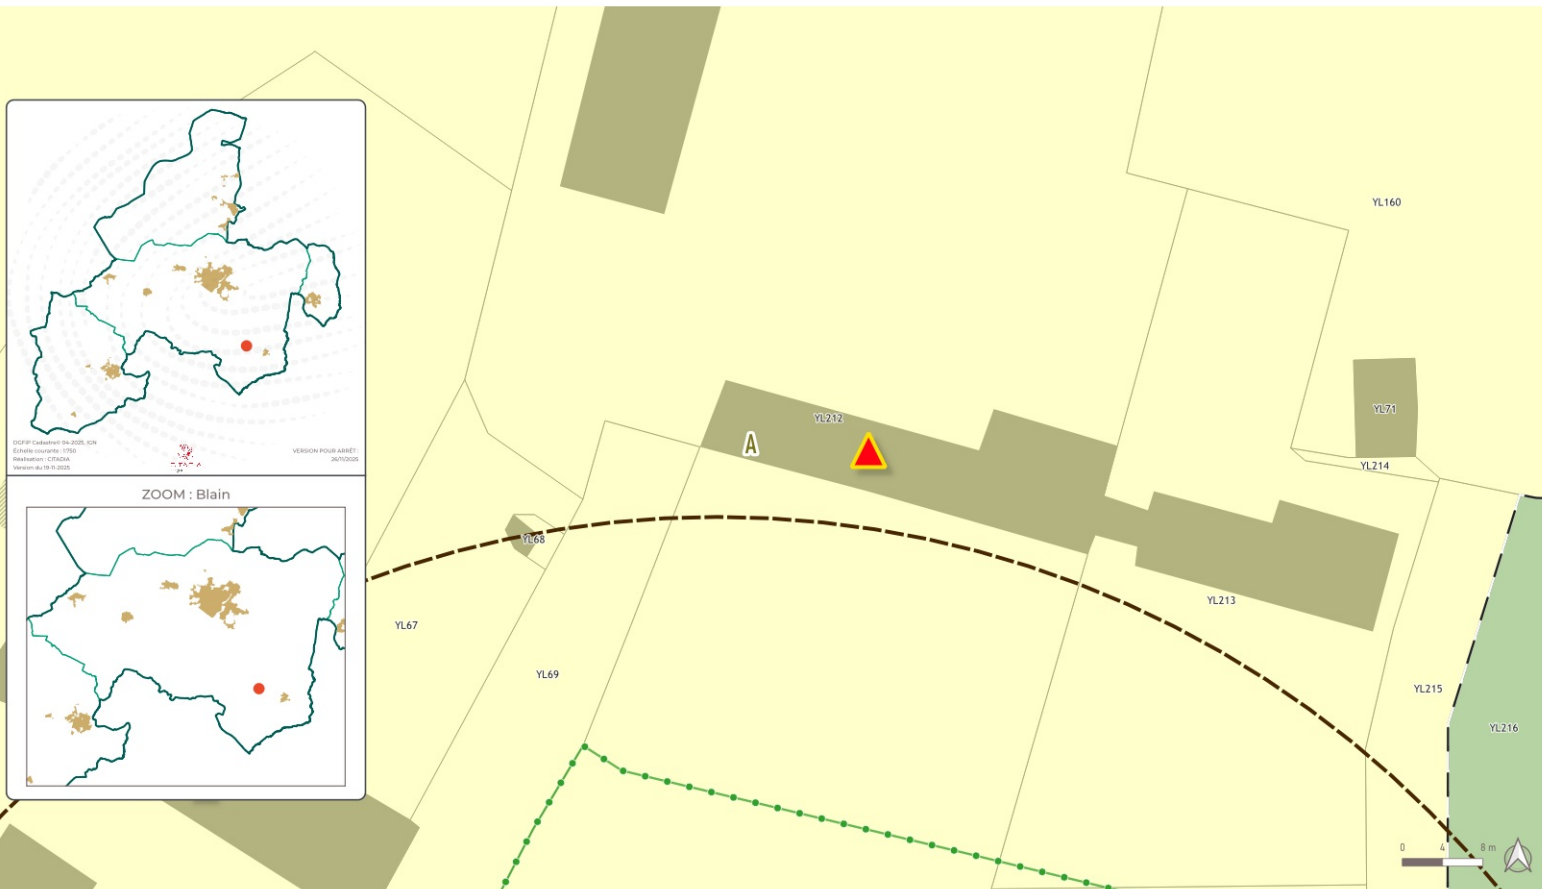 YL160
YL212
A
YL71
YL214
YL68
YL213
YL67
YL69
YL215
YL216
DGFIP Cadastre® 04-2025, IGN
Échelle courante : 1:750
Réalisation : CITADIA
Version du 19-11-2025
VERSION POUR ARRÊT :
26/11/2025
CITADIA
ZOOM : Blain
0 4 8 m